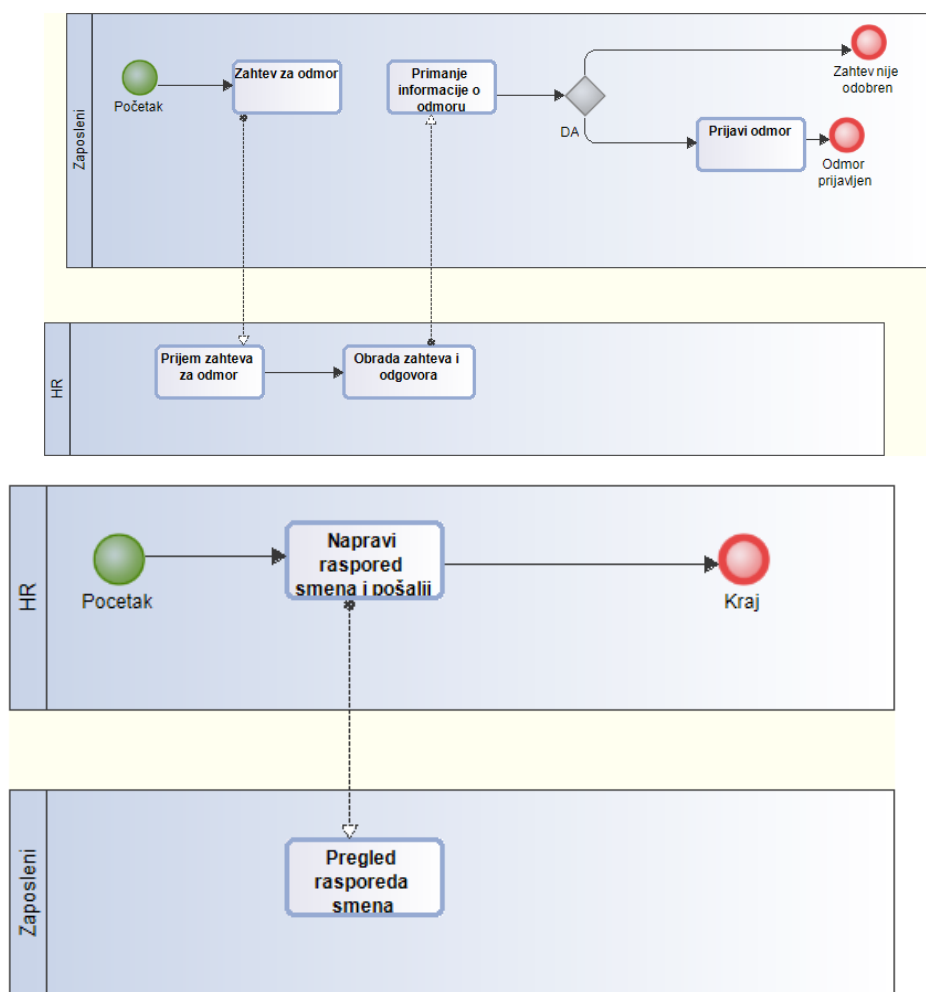 Zaposleni
Početak
Zahtev za odmor
Primanje
informacije o
odmoru
DA
Zahtev nije
odobren
Prijavi odmor
Odmor
prijavljen
HR
Prijem zahteva
za odmor
Obrada zahteva i
odgovora
HR
Pocetak
Napravi
raspored
smena i pošalji
Kraj
Zaposleni
Pregled
rasporeda
smena